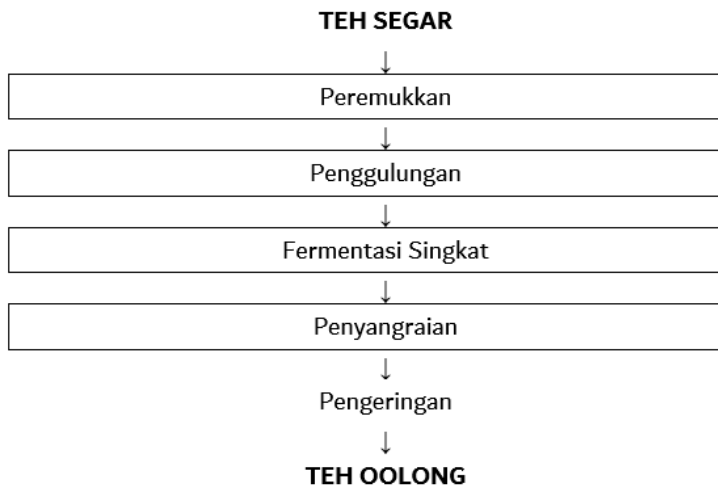 TEH SEGAR
↓
Peremukkan
↓
Penggulungan
↓
Fermentasi Singkat
↓
Penyangraian
↓
Pengeringan
↓
TEH OOLONG